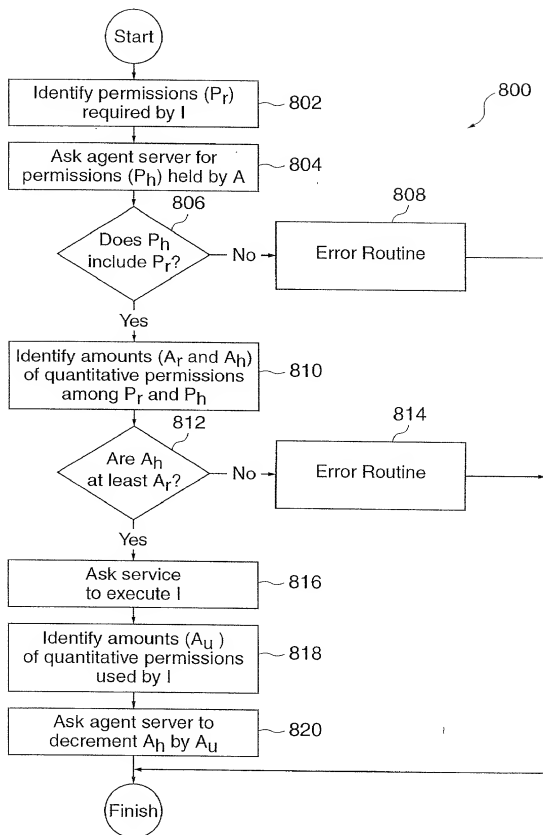 Start
Identify permissions (Pr)
required by I
802
800
Ask agent server for
permissions (Ph) held by A
804
806
808
Does Ph
include Pr?
No
Error Routine
Yes
Identify amounts (Ar and Ah)
of quantitative permissions
among Pr and Ph
810
812
814
Are Ah
at least Ar?
No
Error Routine
Yes
Ask service
to execute I
816
Identify amounts (Au)
of quantitative permissions
used by I
818
Ask agent server to
decrement Ah by Au
820
Finish